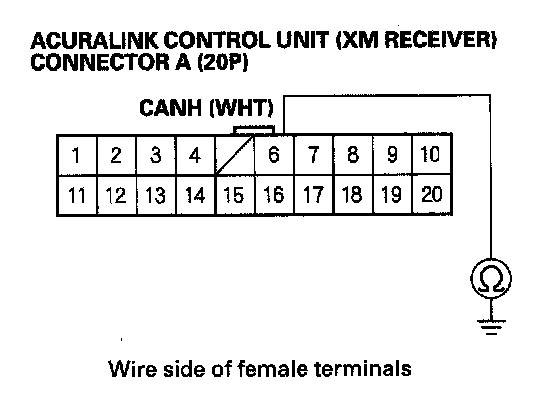 ACURALINK CONTROL UNIT (XM RECEIVER)
CONNECTOR A (20P)
CANH (WHT)
1 2 3 4 6 7 8 9 10
11 12 13 14 15 16 17 18 19 20
Ω
Wire side of female terminals